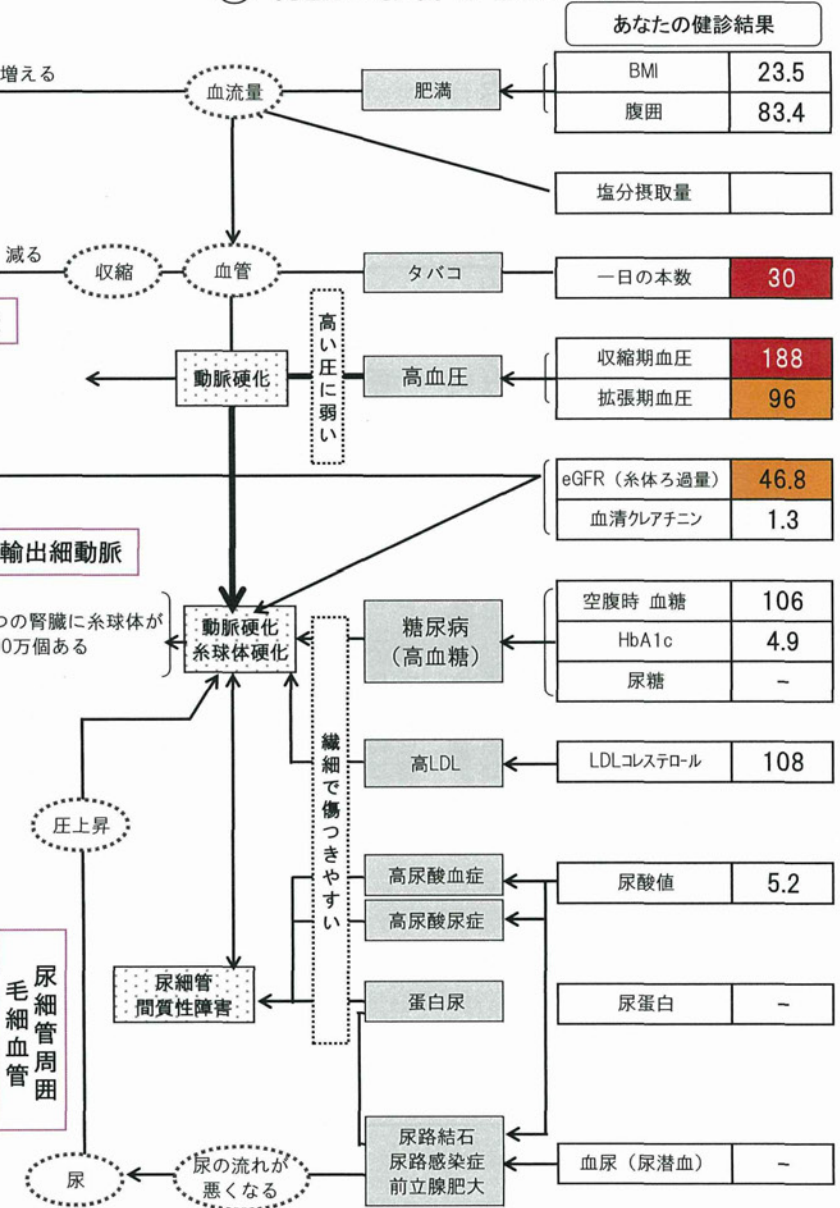 あなたの健診結果
増える
血流量
肥満
BMI
23.5
腹囲
83.4
塩分摂取量
減る
収縮
血管
タバコ
一日の本数
30
高い圧に弱い
動脈硬化
高血圧
収縮期血圧
188
拡張期血圧
96
eGFR（糸体ろ過量）
46.8
血清クレアチニン
1.3
輸出細動脈
つの腎臓に糸球体が
0万個ある
動脈硬化
糸球体硬化
糖尿病
（高血糖）
空腹時 血糖
106
HbA1c
4.9
尿糖
－
繊細で傷つきやすい
高LDL
LDLコレステロール
108
圧上昇
高尿酸血症
高尿酸尿症
尿酸値
5.2
尿細管周囲
毛細血管
尿細管
間質性障害
蛋白尿
尿蛋白
－
尿
尿の流れが
悪くなる
尿路結石
尿路感染症
前立腺肥大
血尿（尿潜血）
－